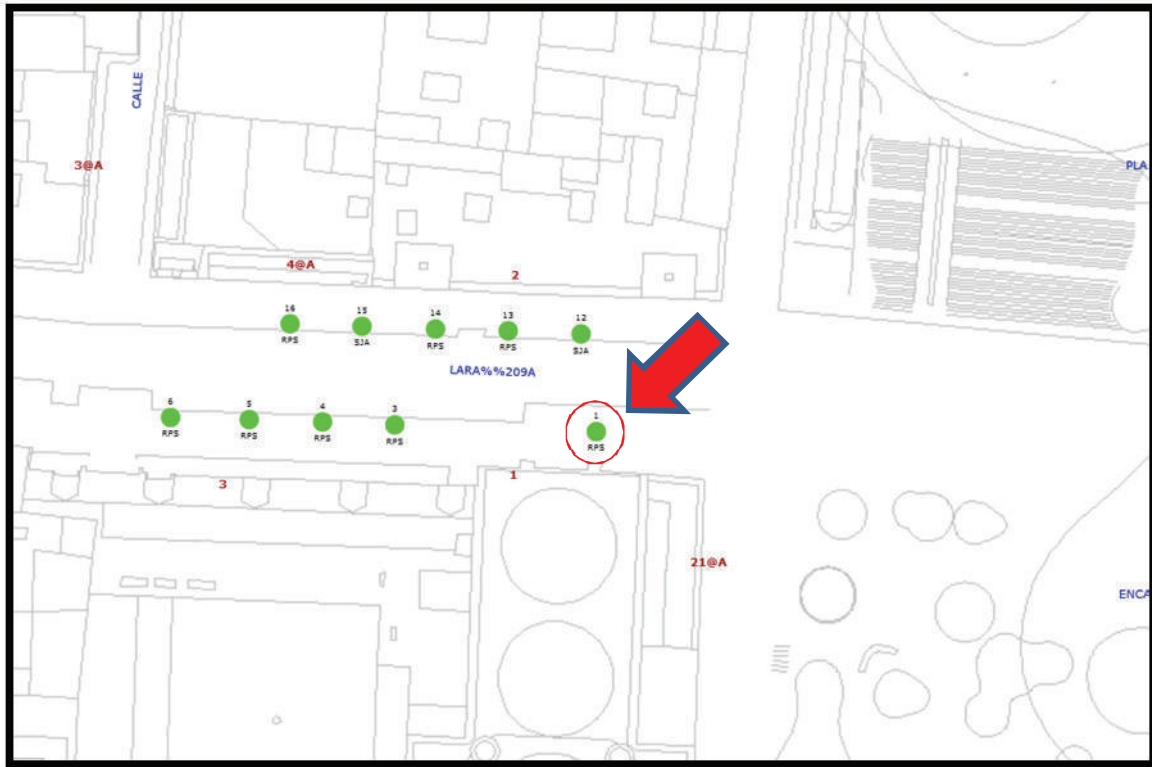 CALLE
3@A
PLA
4@A
2
16
RPS
15
SJA
14
RPS
13
RPS
12
SJA
LARA%%209A
6
RPS
5
RPS
4
RPS
3
RPS
1
RPS
3
1
21@A
ENCA